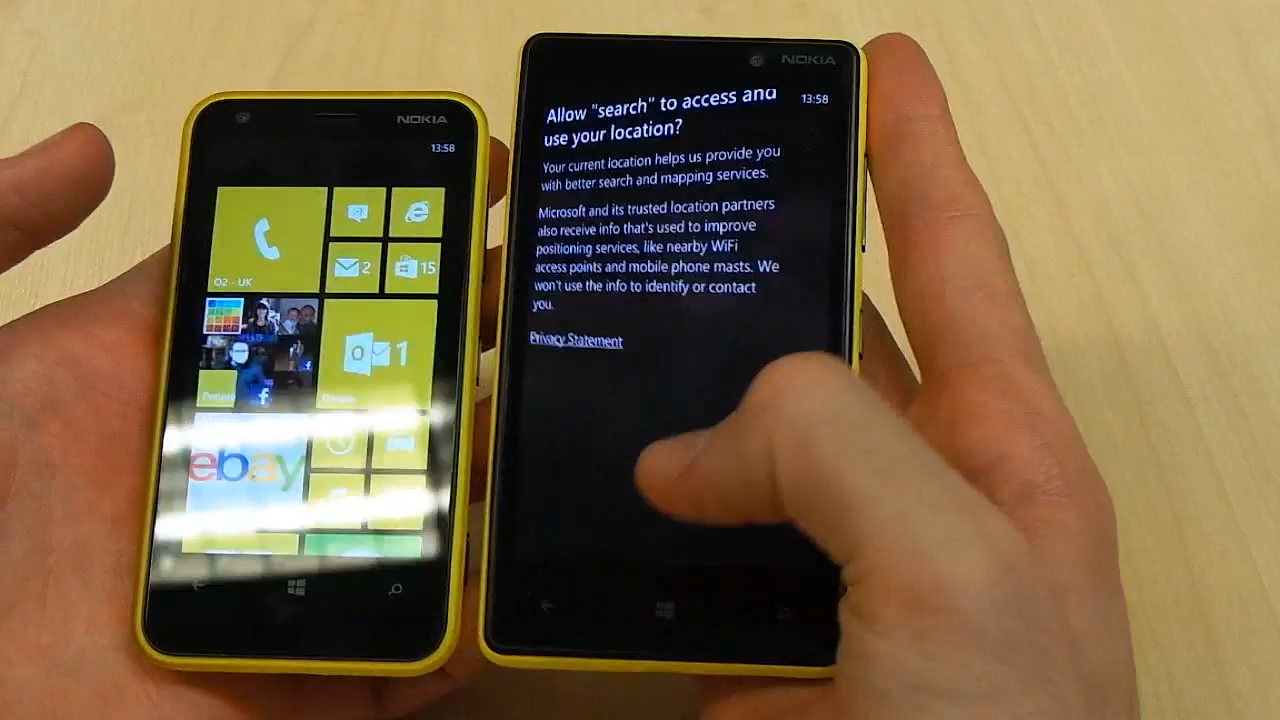 NOKIA
13:58
O2 - UK
2
15
1
People
ebay
NOKIA
13:58
Allow "search" to access and
use your location?
Your current location helps us provide you
with better search and mapping services.
Microsoft and its trusted location partners
also receive info that's used to improve
positioning services, like nearby WiFi
access points and mobile phone masts. We
won't use the info to identify or contact
you.
Privacy Statement